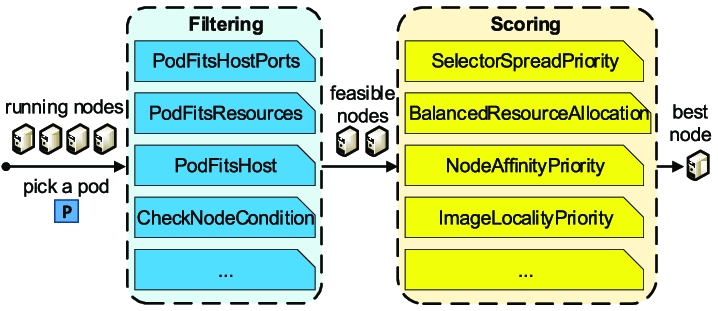 Filtering
Scoring
running nodes
pick a pod
P
PodFitsHostPorts
PodFitsResources
PodFitsHost
CheckNodeCondition
...
feasible
nodes
SelectorSpreadPriority
BalancedResourceAllocation
NodeAffinityPriority
ImageLocalityPriority
...
best
node